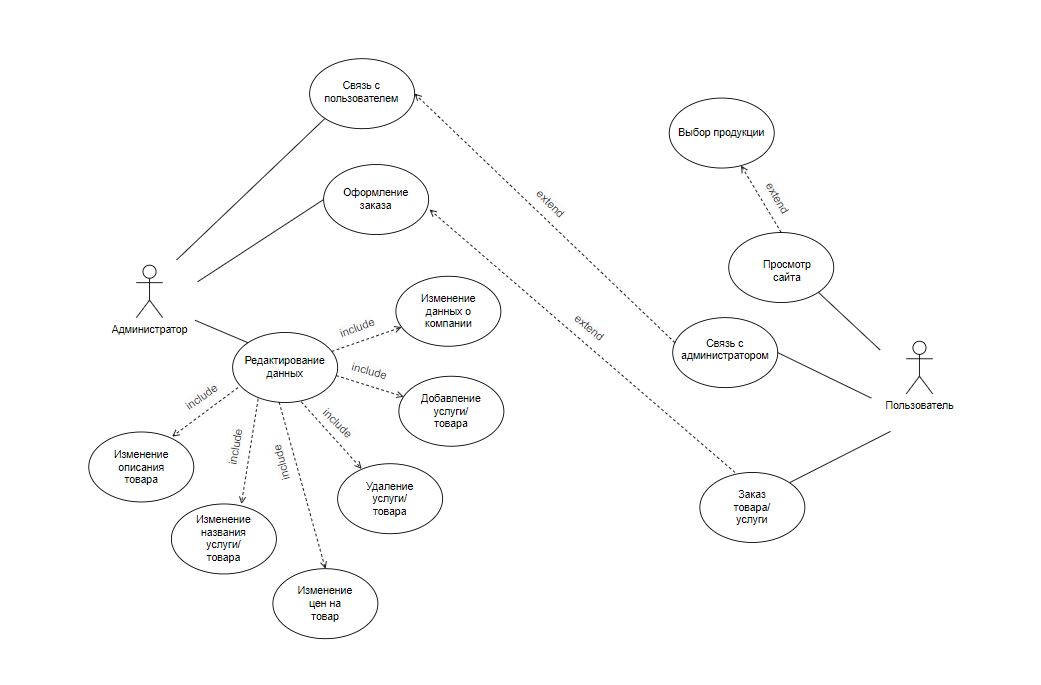 Связь с
пользователем
Выбор продукции
Оформление
заказа
extend
extend
Просмотр
сайта
Администратор
Изменение
данных о
компании
include
extend
Связь с
администратором
Пользователь
Редактирование
данных
include
Добавление
услуги/
товара
include
include
include
include
Изменение
описания
товара
Удаление
услуги/
товара
Заказ
товара/
услуги
Изменение
названия
услуги/
товара
Изменение
цен на
товар